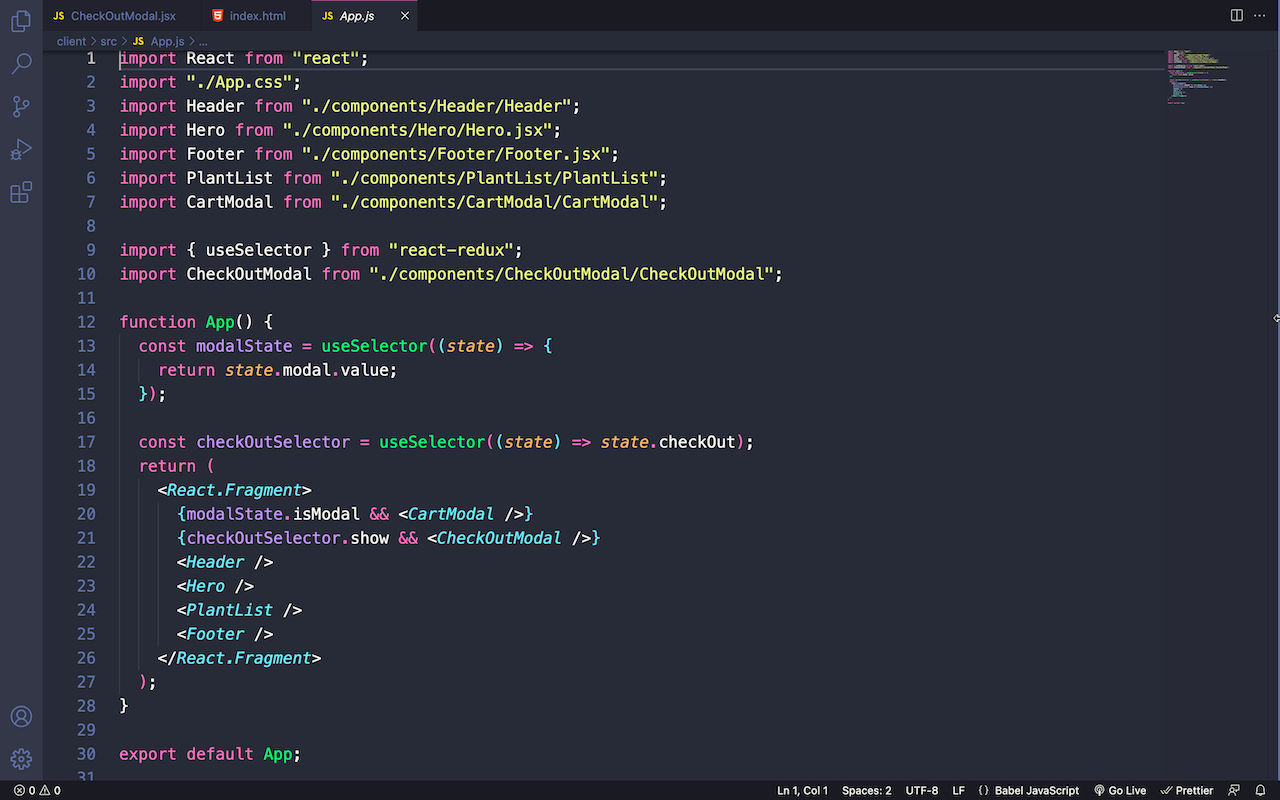 JS CheckOutModal.jsx
index.html
JS App.js
client > src > JS App.js > ...
1 import React from "react";
2 import "./App.css";
3 import Header from "./components/Header/Header";
4 import Hero from "./components/Hero/Hero.jsx";
5 import Footer from "./components/Footer/Footer.jsx";
6 import PlantList from "./components/PlantList/PlantList";
7 import CartModal from "./components/CartModal/CartModal";
8
9 import { useSelector } from "react-redux";
10 import CheckOutModal from "./components/CheckOutModal/CheckOutModal";
11
12 function App() {
13   const modalState = useSelector((state) => {
14     return state.modal.value;
15   });
16
17   const checkOutSelector = useSelector((state) => state.checkOut);
18   return (
19     <React.Fragment>
20       {modalState.isModal && <CartModal />}
21       {checkOutSelector.show && <CheckOutModal />}
22       <Header />
23       <Hero />
24       <PlantList />
25       <Footer />
26     </React.Fragment>
27   );
28 }
29
30 export default App;
31
0 0 Ln 1, Col 1 Spaces: 2 UTF-8 LF {} Babel JavaScript Go Live Prettier